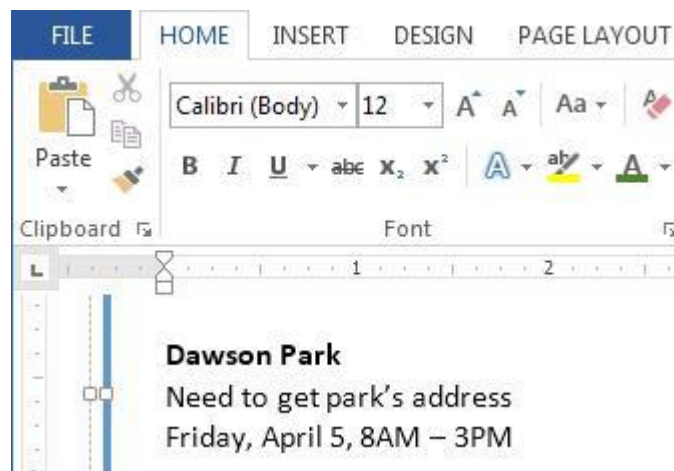 FILE HOME INSERT DESIGN PAGE LAYOUT
Calibri (Body) 12 A A Aa A
Paste B I U abc X₂ X² A ab A
Clipboard Font
L 1 2
Dawson Park
Need to get park’s address
Friday, April 5, 8AM – 3PM